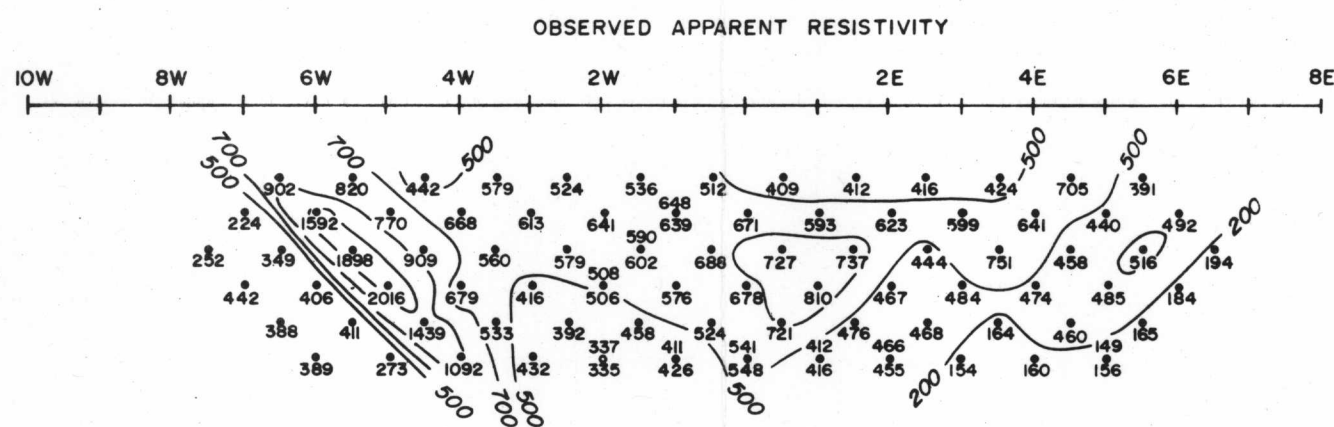 OBSERVED APPARENT RESISTIVITY
10W 8W 6W 4W 2W 2E 4E 6E 8E
700 700 500 500 500
500
902 820 442 579 524 536 512 409 412 416 424 705 391
648
224 1592 770 668 613 641 639 671 593 623 599 641 440 492
200
590
252 349 1898 909 560 579 602 688 727 737 444 751 458 516 194
508
442 406 2016 679 416 506 576 678 810 467 484 474 485 184
388 411 1439 533 392 458 524 721 476 468 164 460 165
337 411 541 412 466 149
389 273 1092 432 335 426 548 416 455 154 160 156
500 700 500 500 200